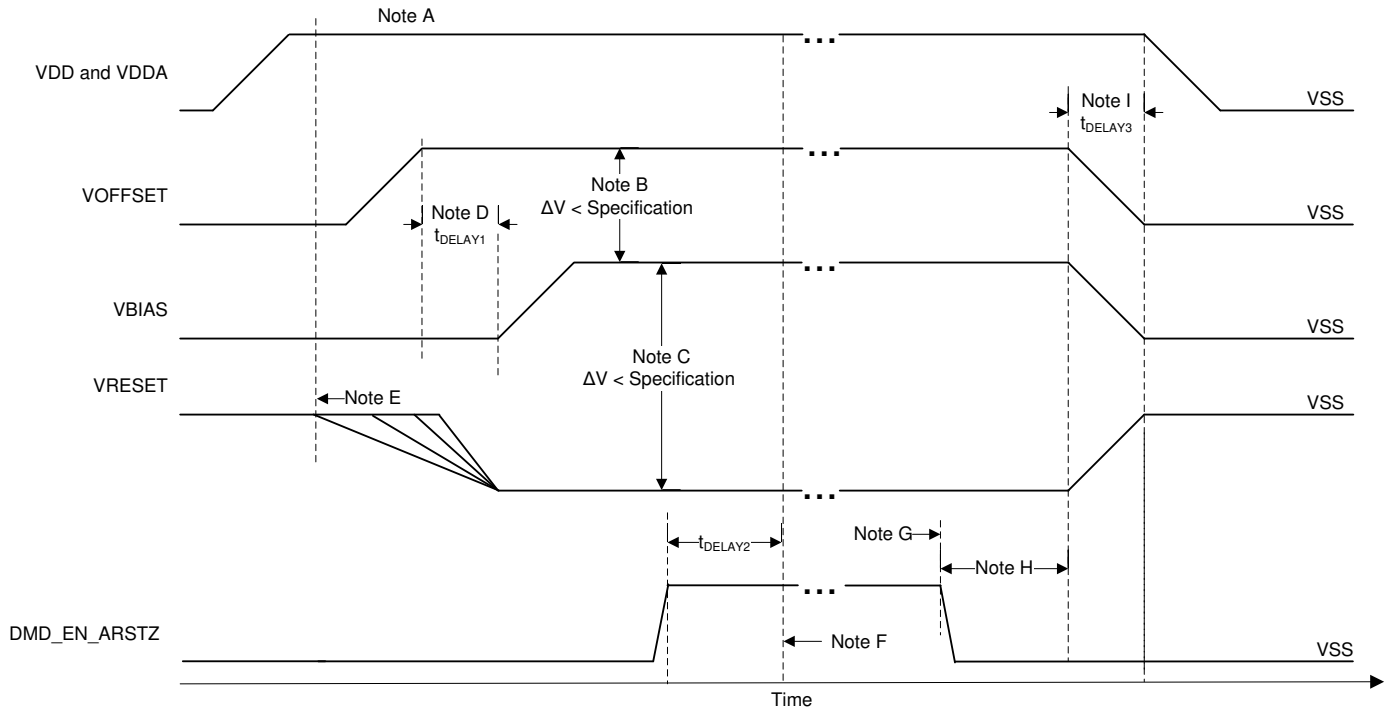 Note A
...
VDD and VDDA
Note I
tDELAY3
VSS
...
VOFFSET
Note B
ΔV < Specification
Note D
tDELAY1
VSS
...
VBIAS
VSS
Note C
ΔV < Specification
VRESET
Note E
VSS
...
tDELAY2
Note G
Note H
...
DMD_EN_ARSTZ
Note F
VSS
Time